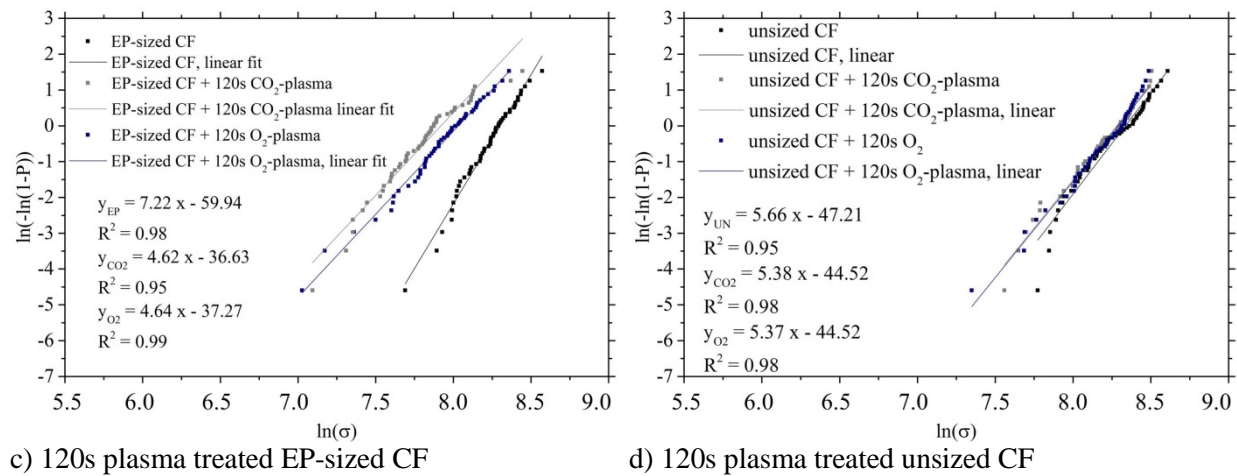 3
2
1
0
-1
-2
-3
-4
-5
-6
-7
ln(-ln(1-P))
EP-sized CF
EP-sized CF, linear fit
EP-sized CF + 120s CO₂-plasma
EP-sized CF + 120s CO₂-plasma linear fit
EP-sized CF + 120s O₂-plasma
EP-sized CF + 120s O₂-plasma, linear fit
y_EP = 7.22 x - 59.94
R² = 0.98
y_CO2 = 4.62 x - 36.63
R² = 0.95
y_O2 = 4.64 x - 37.27
R² = 0.99
5.5 6.0 6.5 7.0 7.5 8.0 8.5 9.0
ln(σ)
c) 120s plasma treated EP-sized CF
3
2
1
0
-1
-2
-3
-4
-5
-6
-7
ln(-ln(1-P))
unsized CF
unsized CF, linear
unsized CF + 120s CO₂-plasma
unsized CF + 120s CO₂-plasma, linear
unsized CF + 120s O₂
unsized CF + 120s O₂-plasma, linear
y_UN = 5.66 x - 47.21
R² = 0.95
y_CO2 = 5.38 x - 44.52
R² = 0.98
y_O2 = 5.37 x - 44.52
R² = 0.98
5.5 6.0 6.5 7.0 7.5 8.0 8.5 9.0
ln(σ)
d) 120s plasma treated unsized CF